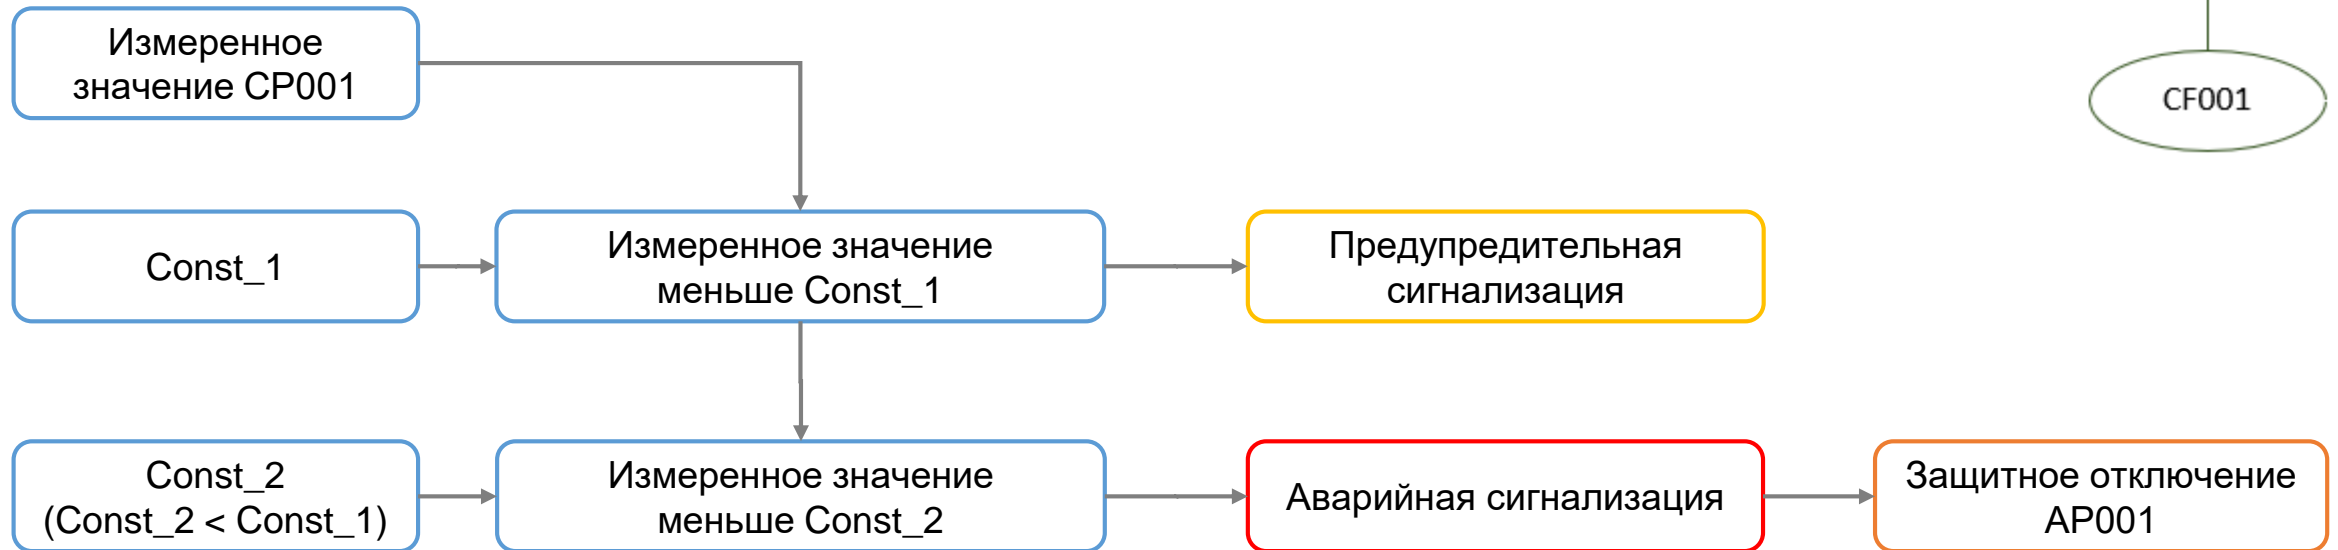 Измеренное
значение CP001
CF001
Const_1
Измеренное значение
меньше Const_1
Предупредительная
сигнализация
Const_2
(Const_2 < Const_1)
Измеренное значение
меньше Const_2
Аварийная сигнализация
Защитное отключение
AP001